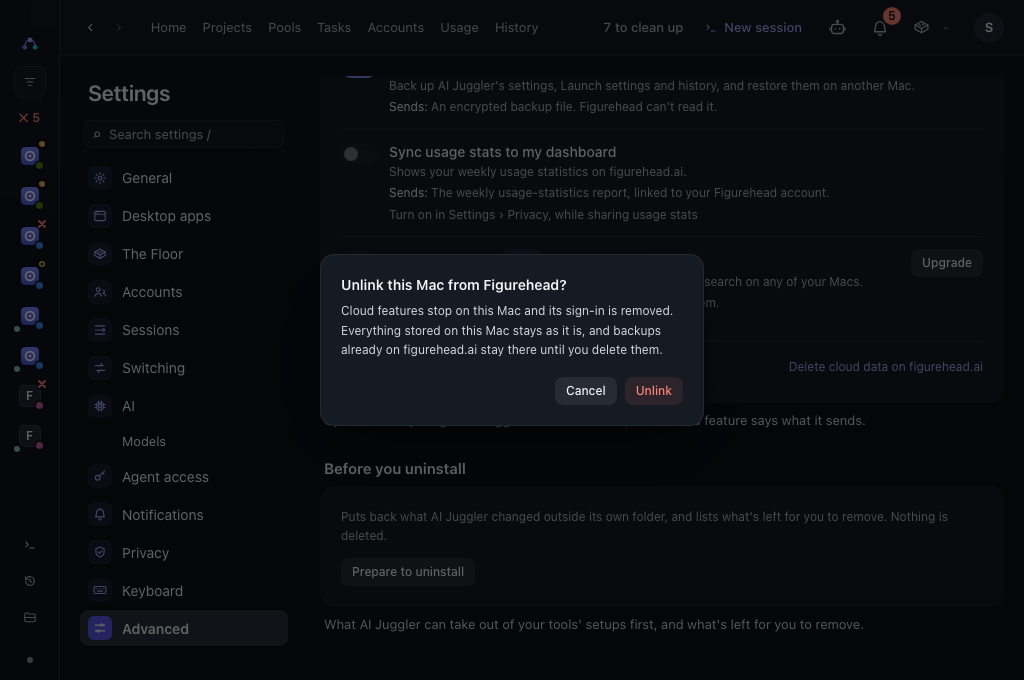 Home Projects Pools Tasks Accounts Usage History
7 to clean up
New session
5
S
5
F
F
Settings
Search settings /
General
Desktop apps
The Floor
Accounts
Sessions
Switching
AI
Models
Agent access
Notifications
Privacy
Keyboard
Advanced
Back up AI Juggler's settings, Launch settings and history, and restore them on another Mac.
Sends: An encrypted backup file. Figurehead can't read it.
Sync usage stats to my dashboard
Shows your weekly usage statistics on figurehead.ai.
Sends: The weekly usage-statistics report, linked to your Figurehead account.
Turn on in Settings › Privacy, while sharing usage stats
Upgrade
search on any of your Macs.
Delete cloud data on figurehead.ai
feature says what it sends.
Unlink this Mac from Figurehead?
Cloud features stop on this Mac and its sign-in is removed.
Everything stored on this Mac stays as it is, and backups
already on figurehead.ai stay there until you delete them.
Cancel Unlink
Before you uninstall
Puts back what AI Juggler changed outside its own folder, and lists what's left for you to remove. Nothing is
deleted.
Prepare to uninstall
What AI Juggler can take out of your tools' setups first, and what's left for you to remove.